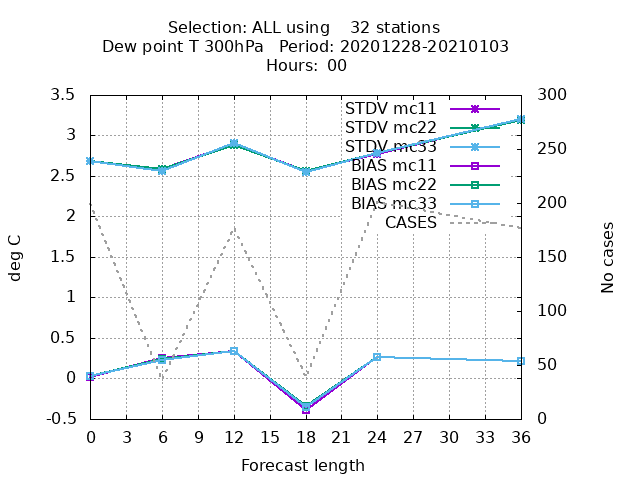 Selection: ALL using 32 stations
Dew point T 300hPa Period: 20201228-20210103
Hours: 00
3.5
3
2.5
2
1.5
1
0.5
0
-0.5
deg C
300
250
200
150
100
50
0
No cases
STDV mc11
STDV mc22
STDV mc33
BIAS mc11
BIAS mc22
BIAS mc33
CASES
0 3 6 9 12 15 18 21 24 27 30 33 36
Forecast length